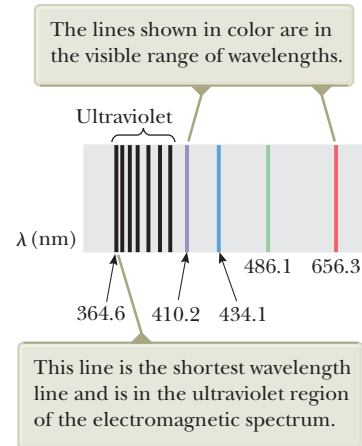 The lines shown in color are in
the visible range of wavelengths.
Ultraviolet
λ (nm)
486.1 656.3
364.6 410.2 434.1
This line is the shortest wavelength
line and is in the ultraviolet region
of the electromagnetic spectrum.